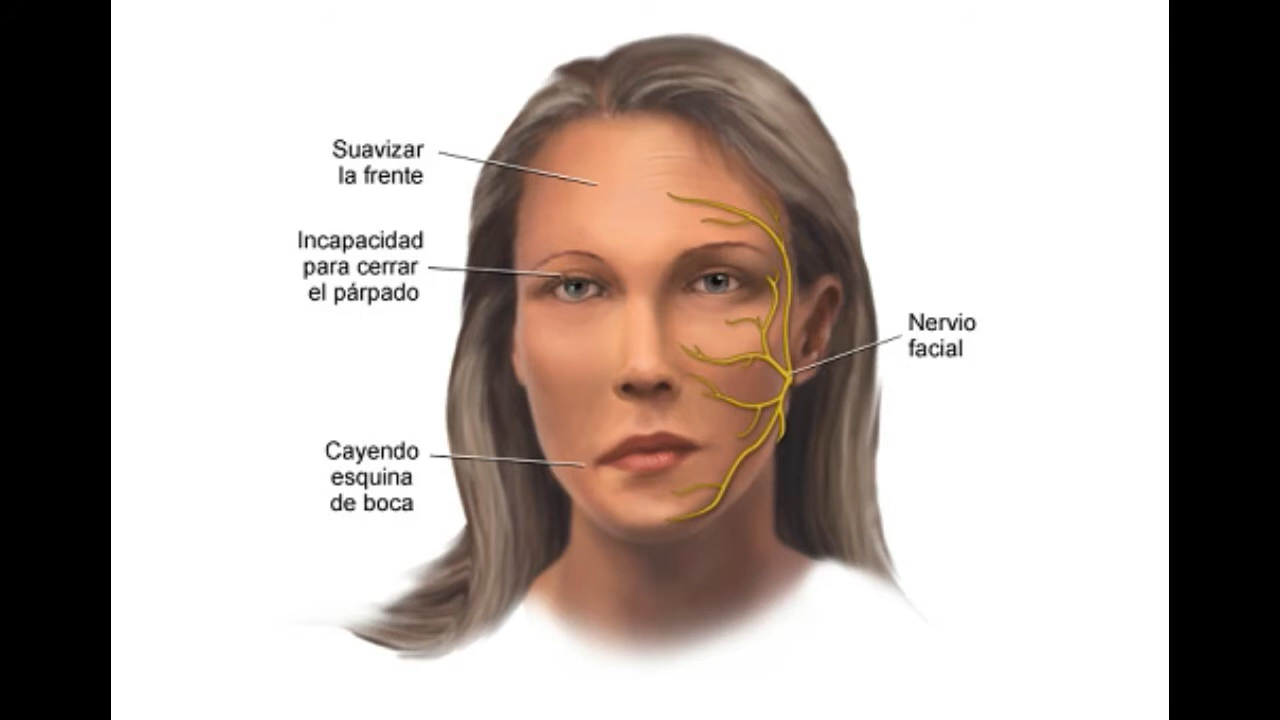 Suavizar
la frente
Incapacidad
para cerrar
el párpado
Nervio
facial
Cayendo
esquina
de boca